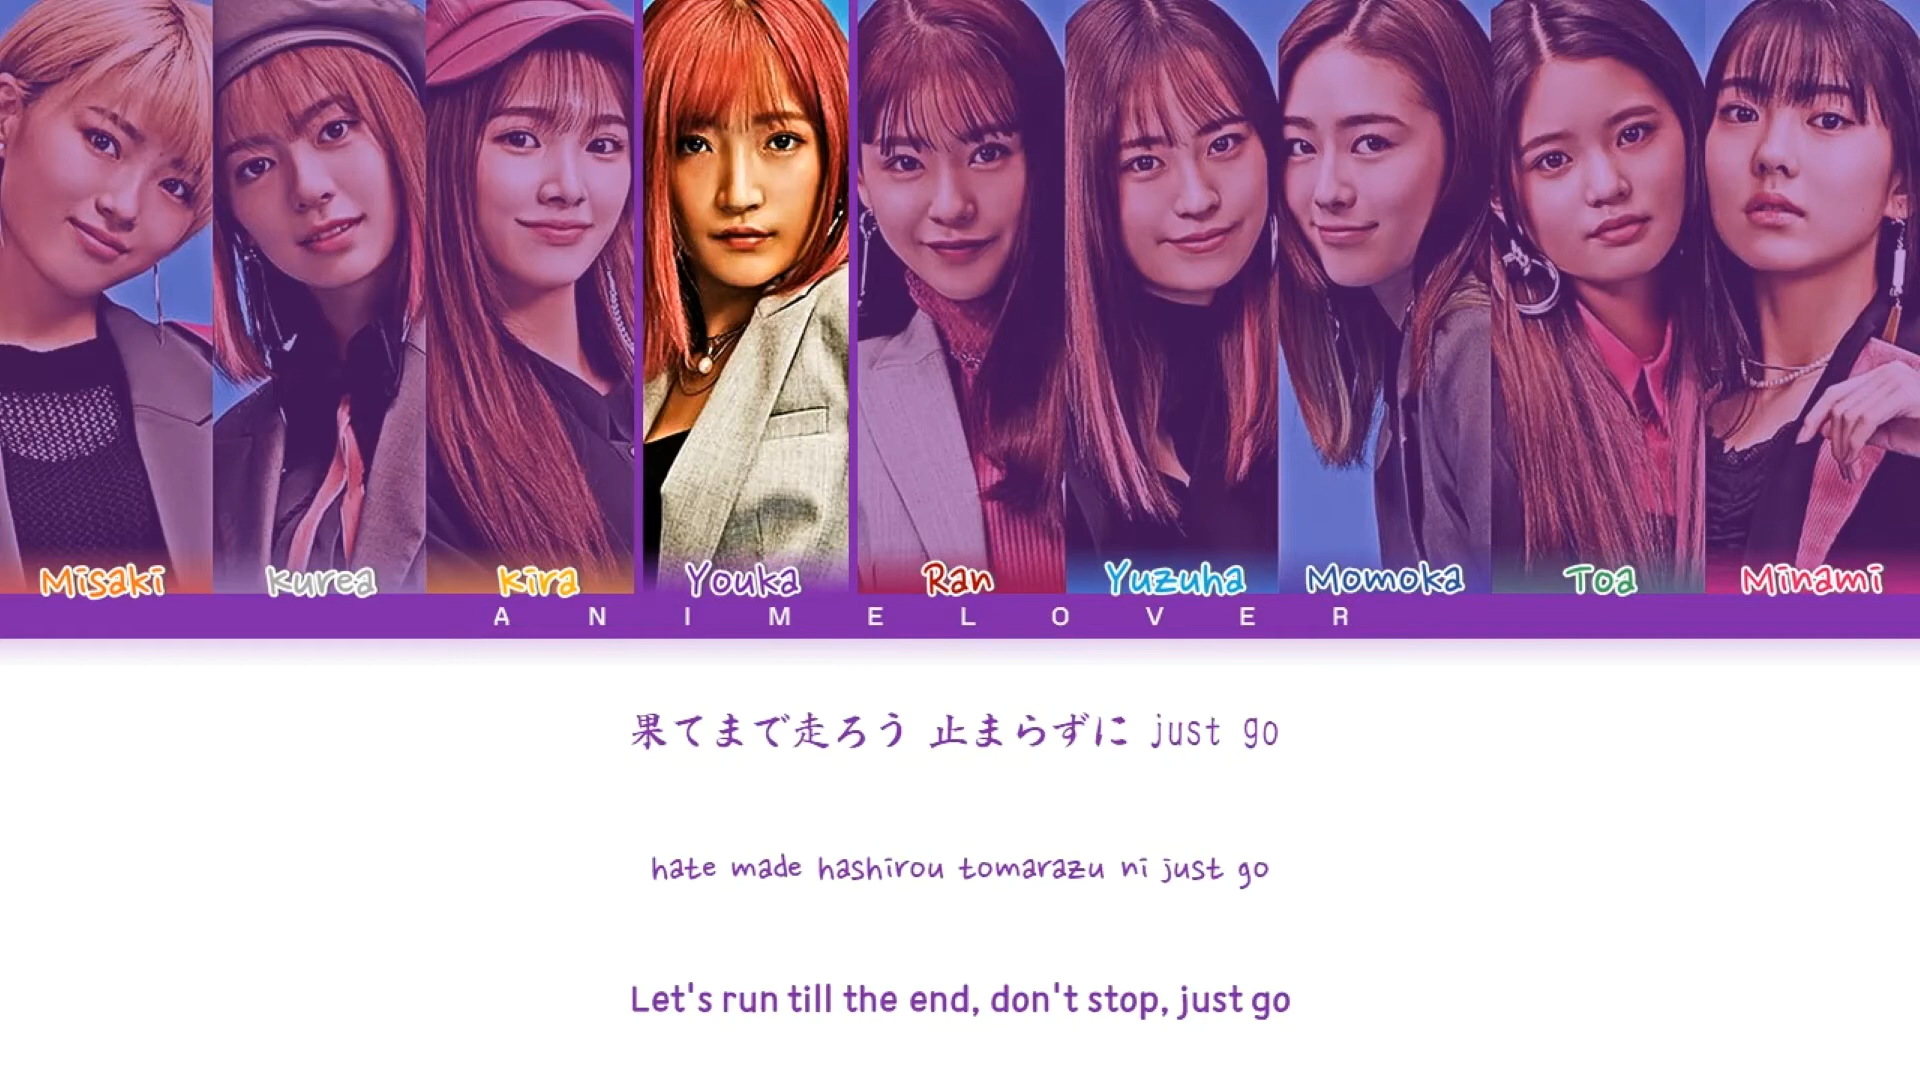 Misaki Kurea Kira Youka Ran Yuzuha Momoka Toa Minami
ANIMELOVER
果てまで走ろう 止まらずに just go
hate made hashirou tomarazu ni just go
Let's run till the end, don't stop, just go